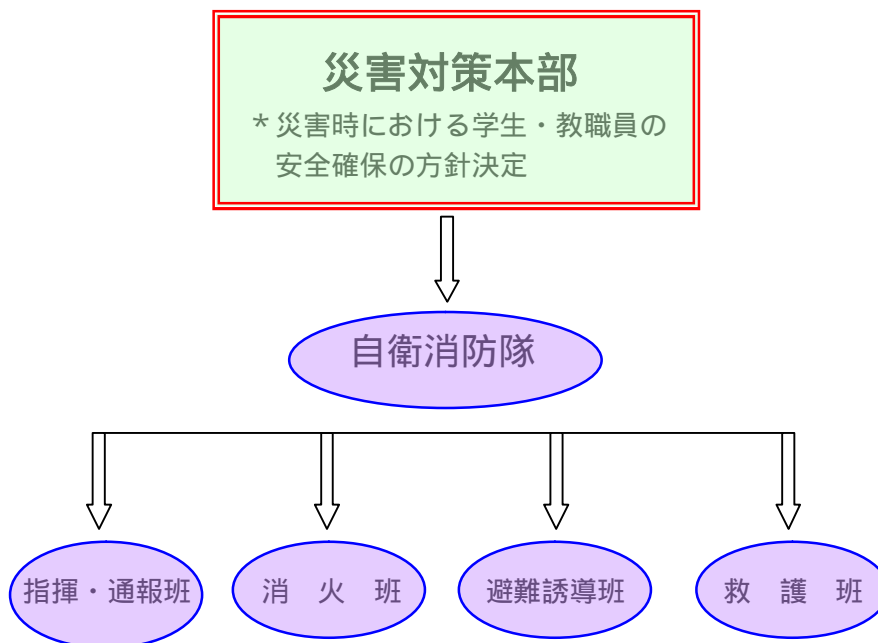 災害対策本部
*災害時における学生・教職員の
安全確保の方針決定
自衛消防隊
指揮・通報班
消　火　班
避難誘導班
救　護　班